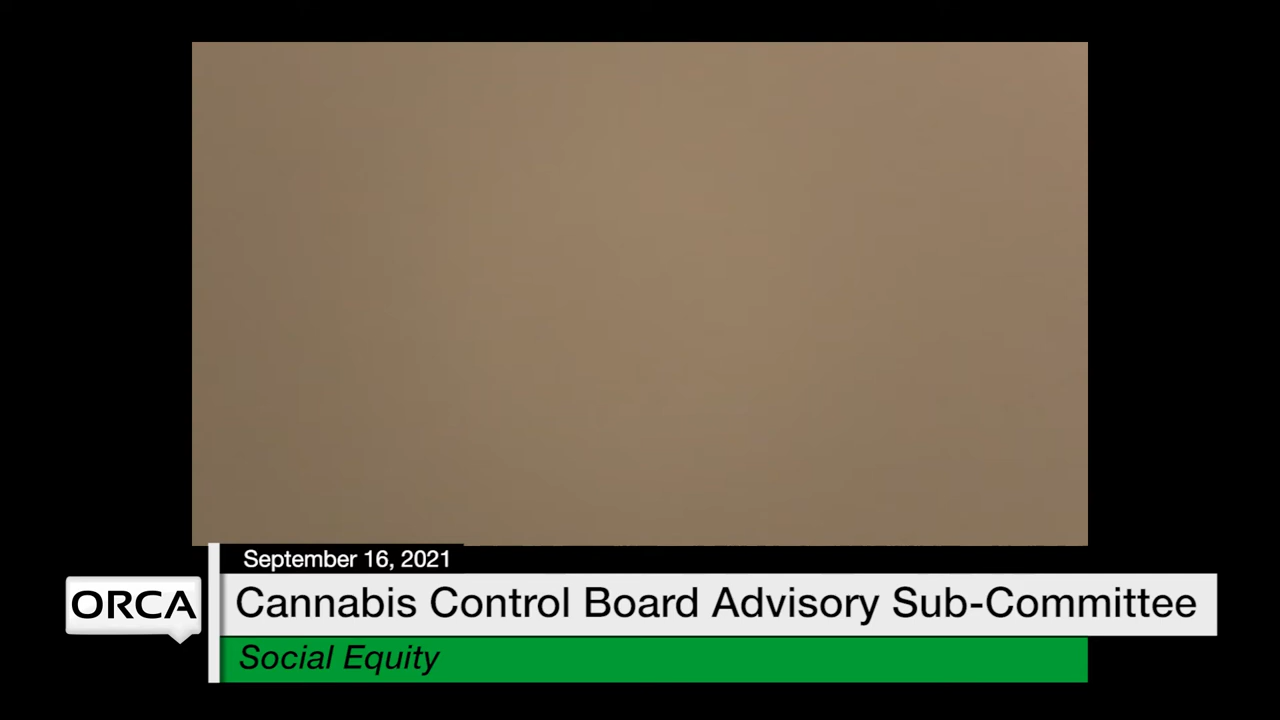 September 16, 2021
ORCA
Cannabis Control Board Advisory Sub-Committee
Social Equity